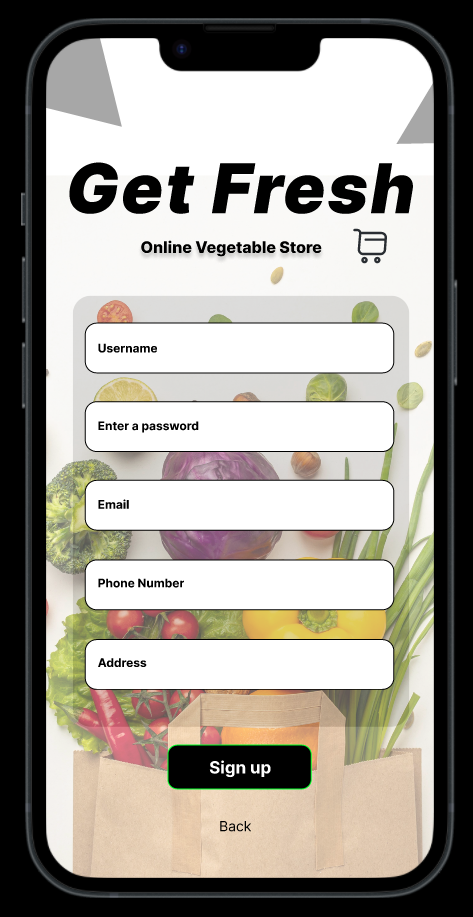 Get Fresh
Online Vegetable Store
Username
Enter a password
Email
Phone Number
Address
Sign up
Back